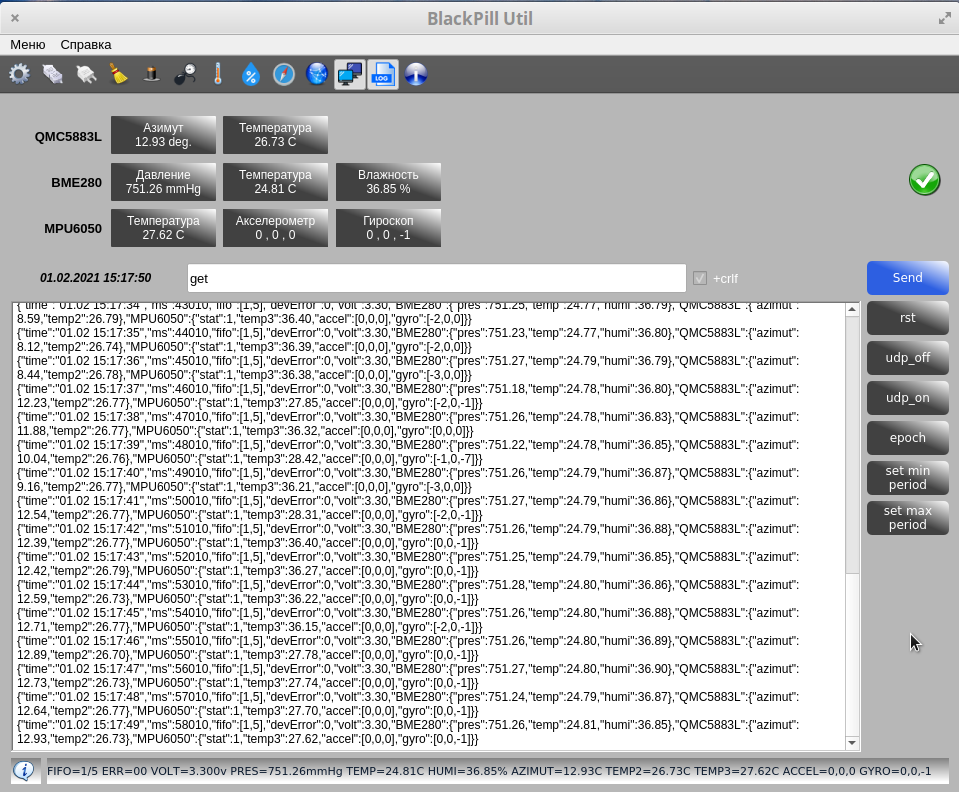 BlackPill Util
Меню Справка
LOG
QMC5883L
Азимут
12.93 deg.
Температура
26.73 C
BME280
Давление
751.26 mmHg
Температура
24.81 C
Влажность
36.85 %
MPU6050
Температура
27.62 C
Акселерометр
0 , 0 , 0
Гироскоп
0 , 0 , -1
01.02.2021 15:17:50
get
+crlf
Send
rst
udp_off
udp_on
epoch
set min
period
set max
period
{"time":"01.02 15:17:34","ms":43010,"fifo":[1,5],"devError":0,"volt":3.30,"BME280":{"pres":751.25,"temp":24.77,"humi":36.79},"QMC5883L":{"azimut":
8.59,"temp2":26.79},"MPU6050":{"stat":1,"temp3":36.40,"accel":[0,0,0],"gyro":[-2,0,0]}}
{"time":"01.02 15:17:35","ms":44010,"fifo":[1,5],"devError":0,"volt":3.30,"BME280":{"pres":751.23,"temp":24.77,"humi":36.80},"QMC5883L":{"azimut":
8.12,"temp2":26.74},"MPU6050":{"stat":1,"temp3":36.39,"accel":[0,0,0],"gyro":[-2,0,0]}}
{"time":"01.02 15:17:36","ms":45010,"fifo":[1,5],"devError":0,"volt":3.30,"BME280":{"pres":751.27,"temp":24.79,"humi":36.79},"QMC5883L":{"azimut":
8.44,"temp2":26.78},"MPU6050":{"stat":1,"temp3":36.38,"accel":[0,0,0],"gyro":[-3,0,0]}}
{"time":"01.02 15:17:37","ms":46010,"fifo":[1,5],"devError":0,"volt":3.30,"BME280":{"pres":751.18,"temp":24.78,"humi":36.80},"QMC5883L":{"azimut":
12.23,"temp2":26.77},"MPU6050":{"stat":1,"temp3":27.85,"accel":[0,0,0],"gyro":[-2,0,-1]}}
{"time":"01.02 15:17:38","ms":47010,"fifo":[1,5],"devError":0,"volt":3.30,"BME280":{"pres":751.26,"temp":24.78,"humi":36.83},"QMC5883L":{"azimut":
11.88,"temp2":26.77},"MPU6050":{"stat":1,"temp3":36.32,"accel":[0,0,0],"gyro":[0,0,0]}}
{"time":"01.02 15:17:39","ms":48010,"fifo":[1,5],"devError":0,"volt":3.30,"BME280":{"pres":751.22,"temp":24.78,"humi":36.85},"QMC5883L":{"azimut":
10.04,"temp2":26.76},"MPU6050":{"stat":1,"temp3":28.42,"accel":[0,0,0],"gyro":[-1,0,-7]}}
{"time":"01.02 15:17:40","ms":49010,"fifo":[1,5],"devError":0,"volt":3.30,"BME280":{"pres":751.26,"temp":24.79,"humi":36.87},"QMC5883L":{"azimut":
9.16,"temp2":26.77},"MPU6050":{"stat":1,"temp3":36.21,"accel":[0,0,0],"gyro":[-3,0,0]}}
{"time":"01.02 15:17:41","ms":50010,"fifo":[1,5],"devError":0,"volt":3.30,"BME280":{"pres":751.27,"temp":24.79,"humi":36.86},"QMC5883L":{"azimut":
12.54,"temp2":26.77},"MPU6050":{"stat":1,"temp3":28.31,"accel":[0,0,0],"gyro":[-2,0,-1]}}
{"time":"01.02 15:17:42","ms":51010,"fifo":[1,5],"devError":0,"volt":3.30,"BME280":{"pres":751.26,"temp":24.79,"humi":36.88},"QMC5883L":{"azimut":
12.39,"temp2":26.77},"MPU6050":{"stat":1,"temp3":36.40,"accel":[0,0,0],"gyro":[0,0,-1]}}
{"time":"01.02 15:17:43","ms":52010,"fifo":[1,5],"devError":0,"volt":3.30,"BME280":{"pres":751.25,"temp":24.79,"humi":36.85},"QMC5883L":{"azimut":
12.42,"temp2":26.79},"MPU6050":{"stat":1,"temp3":36.27,"accel":[0,0,0],"gyro":[0,0,-1]}}
{"time":"01.02 15:17:44","ms":53010,"fifo":[1,5],"devError":0,"volt":3.30,"BME280":{"pres":751.28,"temp":24.80,"humi":36.86},"QMC5883L":{"azimut":
12.59,"temp2":26.73},"MPU6050":{"stat":1,"temp3":36.22,"accel":[0,0,0],"gyro":[0,0,-1]}}
{"time":"01.02 15:17:45","ms":54010,"fifo":[1,5],"devError":0,"volt":3.30,"BME280":{"pres":751.26,"temp":24.80,"humi":36.88},"QMC5883L":{"azimut":
12.71,"temp2":26.77},"MPU6050":{"stat":1,"temp3":36.15,"accel":[0,0,0],"gyro":[-2,0,-1]}}
{"time":"01.02 15:17:46","ms":55010,"fifo":[1,5],"devError":0,"volt":3.30,"BME280":{"pres":751.26,"temp":24.80,"humi":36.89},"QMC5883L":{"azimut":
12.89,"temp2":26.70},"MPU6050":{"stat":1,"temp3":27.78,"accel":[0,0,0],"gyro":[0,0,-1]}}
{"time":"01.02 15:17:47","ms":56010,"fifo":[1,5],"devError":0,"volt":3.30,"BME280":{"pres":751.27,"temp":24.80,"humi":36.90},"QMC5883L":{"azimut":
12.73,"temp2":26.73},"MPU6050":{"stat":1,"temp3":27.74,"accel":[0,0,0],"gyro":[0,0,-1]}}
{"time":"01.02 15:17:48","ms":57010,"fifo":[1,5],"devError":0,"volt":3.30,"BME280":{"pres":751.24,"temp":24.79,"humi":36.87},"QMC5883L":{"azimut":
12.64,"temp2":26.77},"MPU6050":{"stat":1,"temp3":27.70,"accel":[0,0,0],"gyro":[0,0,-1]}}
{"time":"01.02 15:17:49","ms":58010,"fifo":[1,5],"devError":0,"volt":3.30,"BME280":{"pres":751.26,"temp":24.81,"humi":36.85},"QMC5883L":{"azimut":
12.93,"temp2":26.73},"MPU6050":{"stat":1,"temp3":27.62,"accel":[0,0,0],"gyro":[0,0,-1]}}
FIFO=1/5 ERR=00 VOLT=3.300v PRES=751.26mmHg TEMP=24.81C HUMI=36.85% AZIMUT=12.93C TEMP2=26.73C TEMP3=27.62C ACCEL=0,0,0 GYRO=0,0,-1